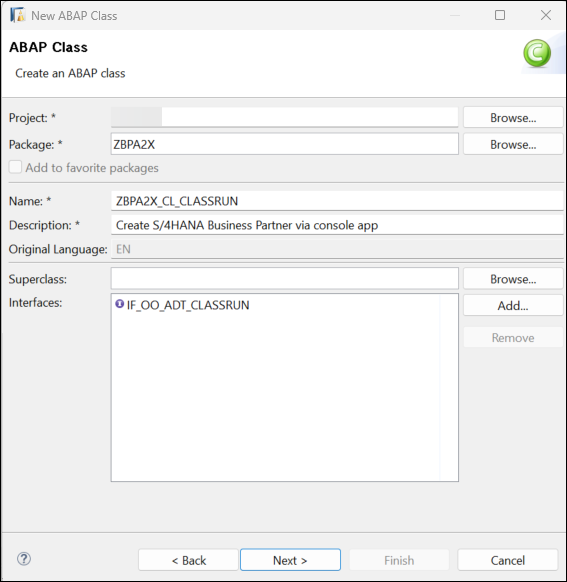 New ABAP Class
ABAP Class
Create an ABAP class
Project: *
Browse...
Package: *
ZBPA2X
Browse...
Add to favorite packages
Name: *
ZBPA2X_CL_CLASSRUN
Description: *
Create S/4HANA Business Partner via console app
Original Language:
EN
Superclass:
Browse...
Interfaces:
IF_OO_ADT_CLASSRUN
Add...
Remove
?
< Back
Next >
Finish
Cancel